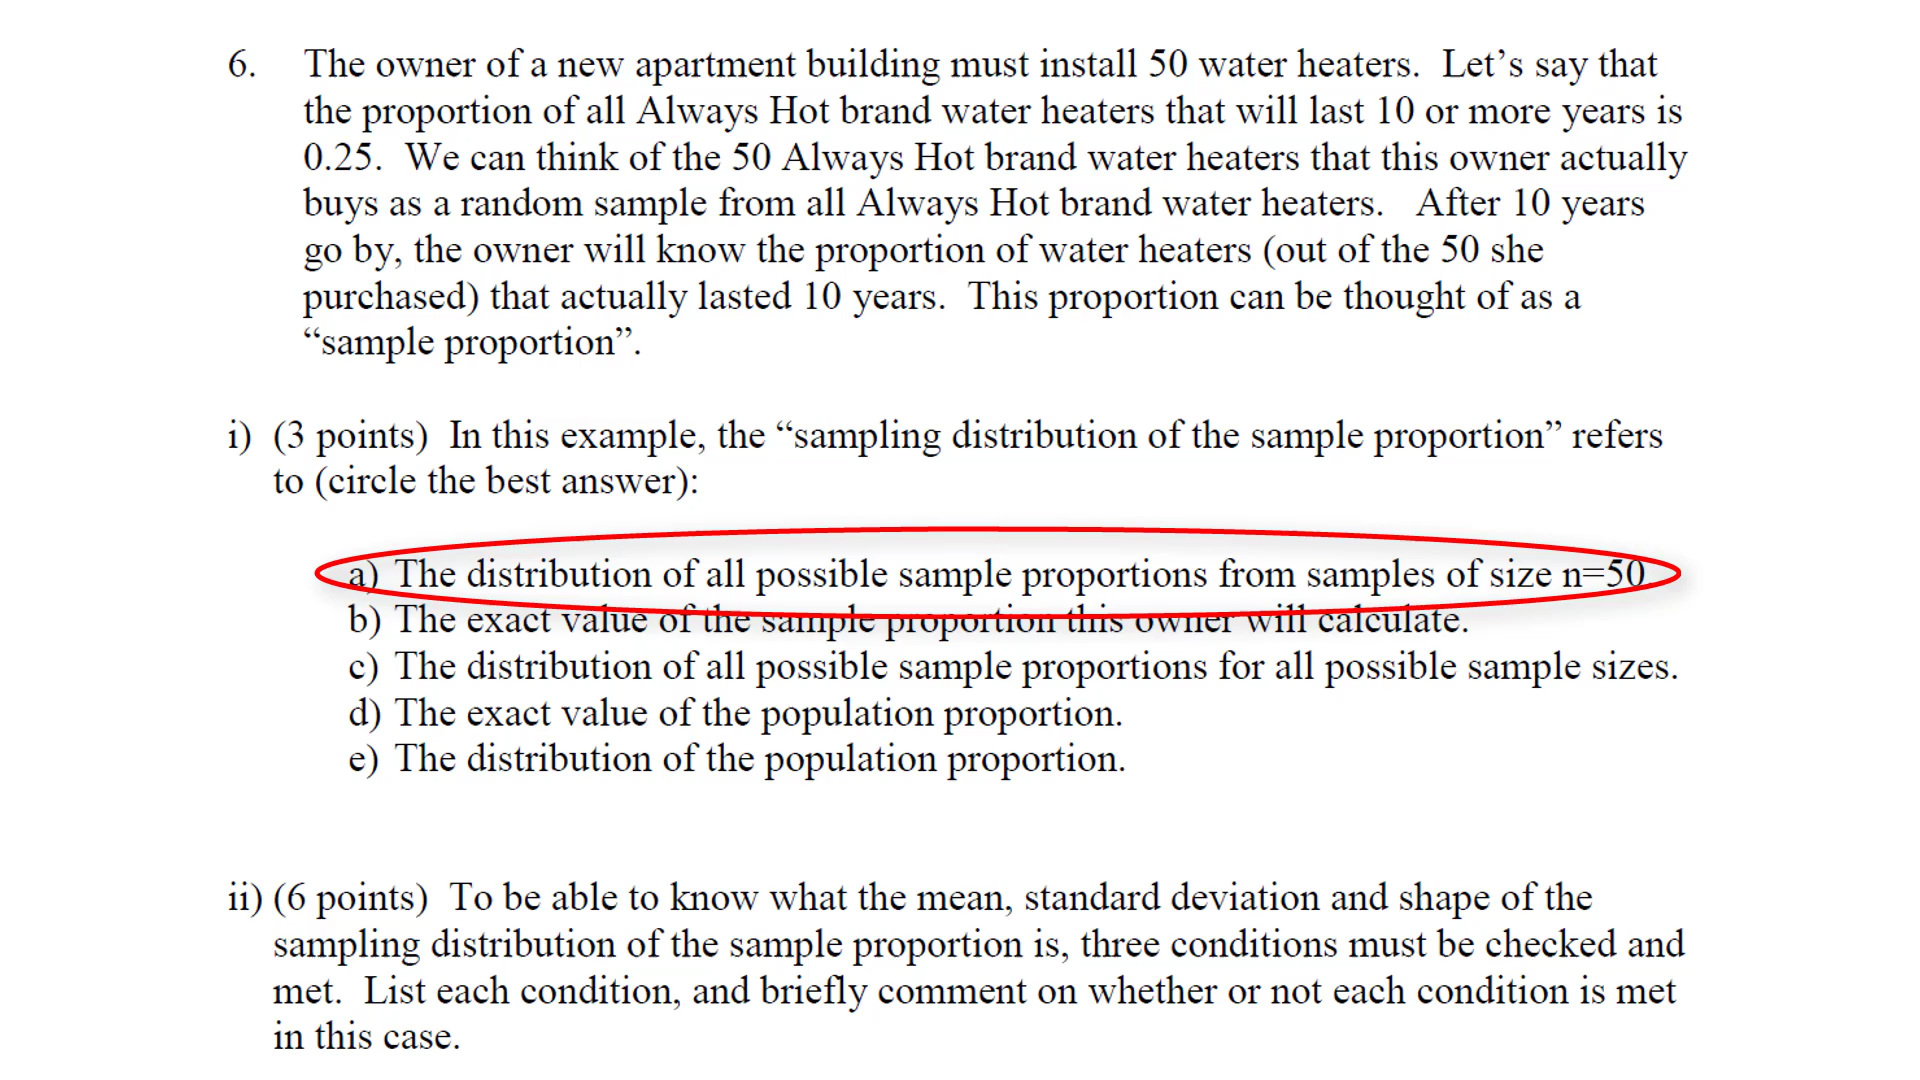 6. The owner of a new apartment building must install 50 water heaters. Let’s say that
the proportion of all Always Hot brand water heaters that will last 10 or more years is
0.25. We can think of the 50 Always Hot brand water heaters that this owner actually
buys as a random sample from all Always Hot brand water heaters. After 10 years
go by, the owner will know the proportion of water heaters (out of the 50 she
purchased) that actually lasted 10 years. This proportion can be thought of as a
“sample proportion”.
i) (3 points) In this example, the “sampling distribution of the sample proportion” refers
to (circle the best answer):
a) The distribution of all possible sample proportions from samples of size n=50.
b) The exact value of the sample proportion this owner will calculate.
c) The distribution of all possible sample proportions for all possible sample sizes.
d) The exact value of the population proportion.
e) The distribution of the population proportion.
ii) (6 points) To be able to know what the mean, standard deviation and shape of the
sampling distribution of the sample proportion is, three conditions must be checked and
met. List each condition, and briefly comment on whether or not each condition is met
in this case.